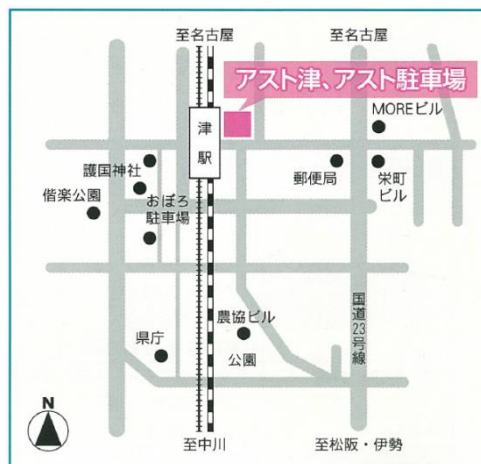 至名古屋
至名古屋
アスト津、アスト駐車場
MOREビル
津
駅
護国神社
郵便局
栄町
ビル
偕楽公園
おぼろ
駐車場
国道23号線
農協ビル
県庁
公園
N
至中川
至松阪・伊勢